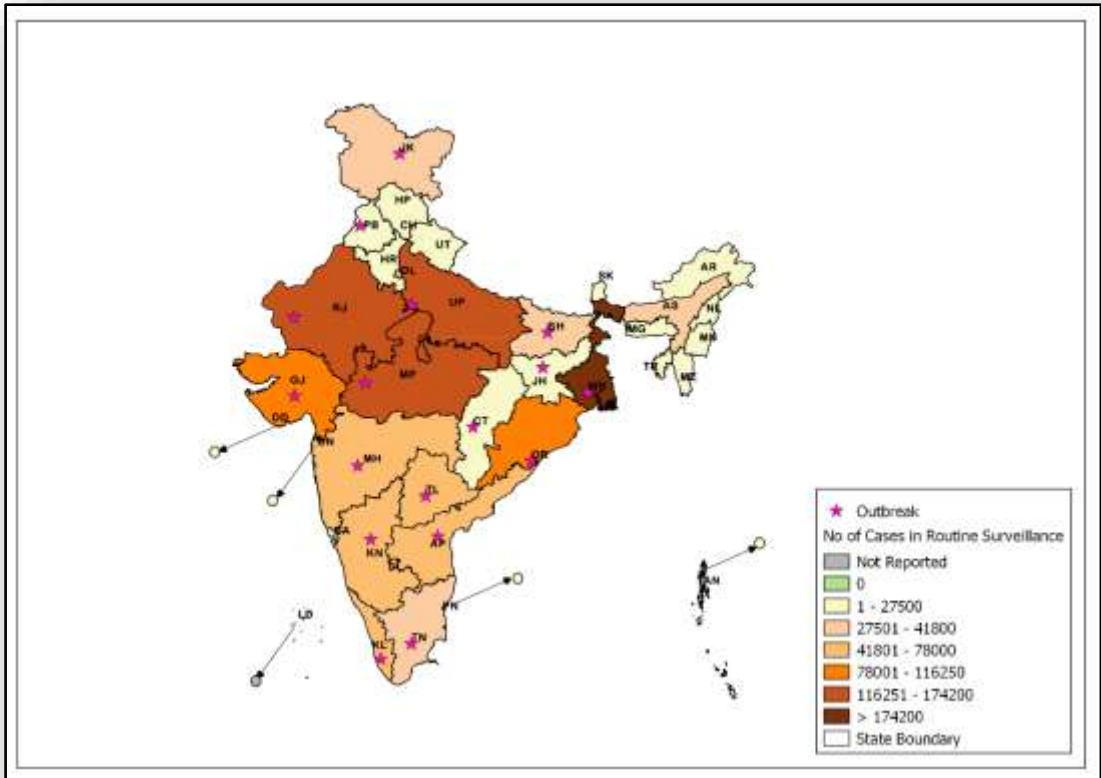 JK
HP
PB
CH
UT
HR
DL
AR
SK
RJ
UP
AS
NL
BH
MG
MN
TR
MZ
MP
JH
WB
GJ
CT
DD
DN
OR
MH
TL
GA
KN
AP
AN
PN
LD
TN
KL
Outbreak
No of Cases in Routine Surveillance
Not Reported
0
1 - 27500
27501 - 41800
41801 - 78000
78001 - 116250
116251 - 174200
> 174200
State Boundary